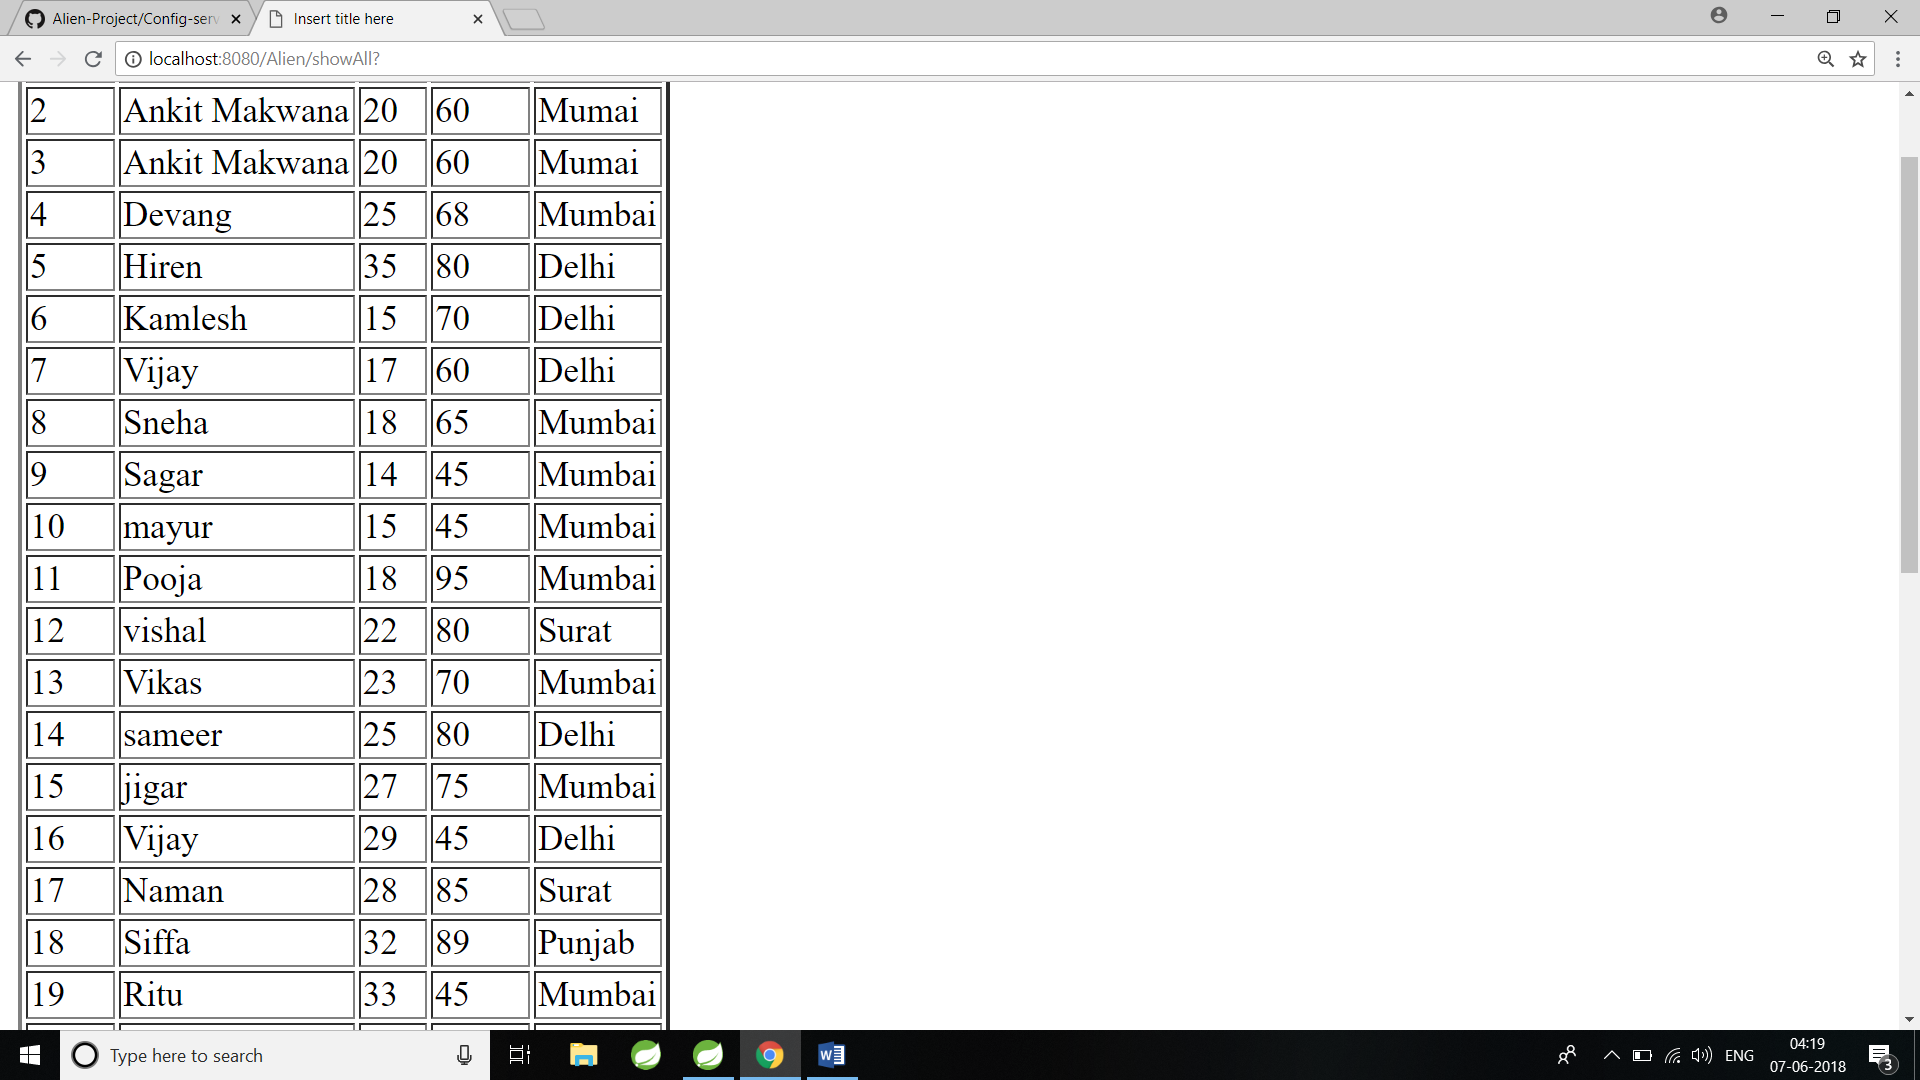 Alien-Project/Config-serv
Insert title here
localhost:8080/Alien/showAll?
2 Ankit Makwana 20 60 Mumai
3 Ankit Makwana 20 60 Mumai
4 Devang 25 68 Mumbai
5 Hiren 35 80 Delhi
6 Kamlesh 15 70 Delhi
7 Vijay 17 60 Delhi
8 Sneha 18 65 Mumbai
9 Sagar 14 45 Mumbai
10 mayur 15 45 Mumbai
11 Pooja 18 95 Mumbai
12 vishal 22 80 Surat
13 Vikas 23 70 Mumbai
14 sameer 25 80 Delhi
15 jigar 27 75 Mumbai
16 Vijay 29 45 Delhi
17 Naman 28 85 Surat
18 Siffa 32 89 Punjab
19 Ritu 33 45 Mumbai
Type here to search
ENG
04:19
07-06-2018
3